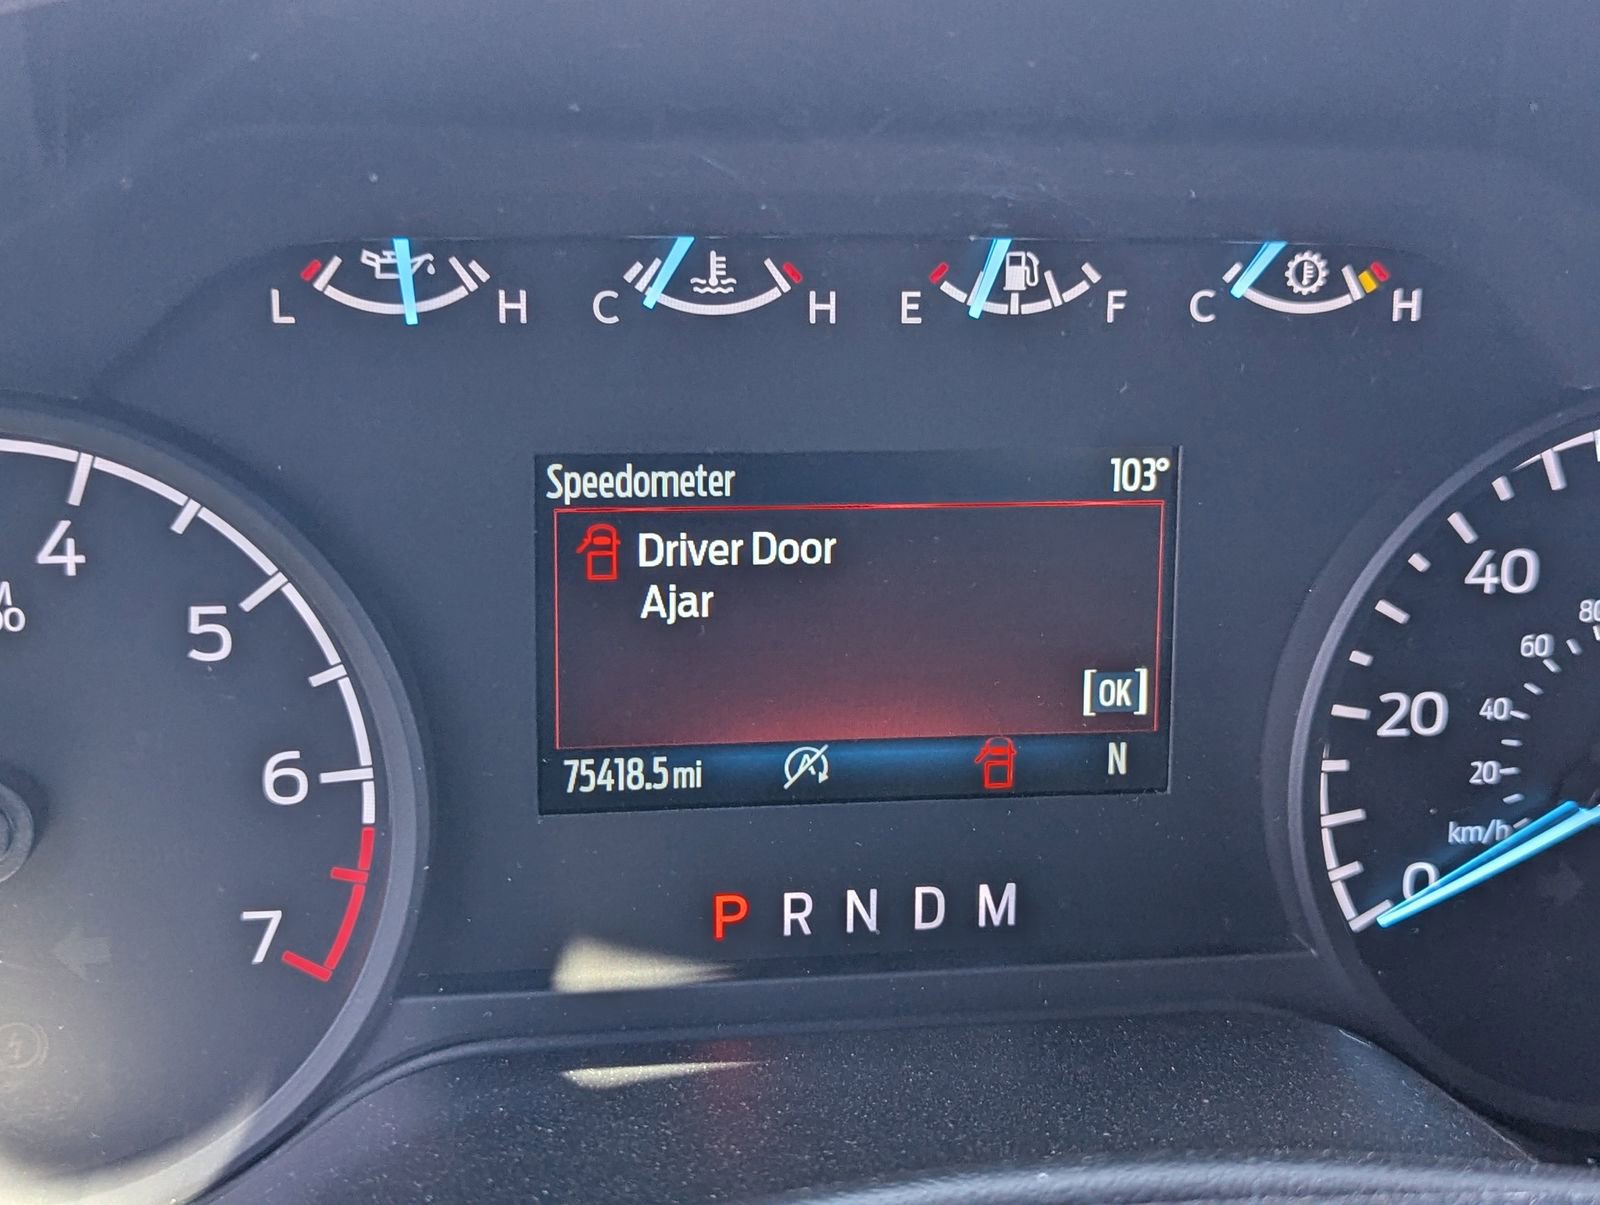 L H C H E F C H
Speedometer 103°
Driver Door
Ajar
[OK]
75418.5 mi N
P R N D M
4
5
6
7
40
20
0
80
60
40
20
km/h